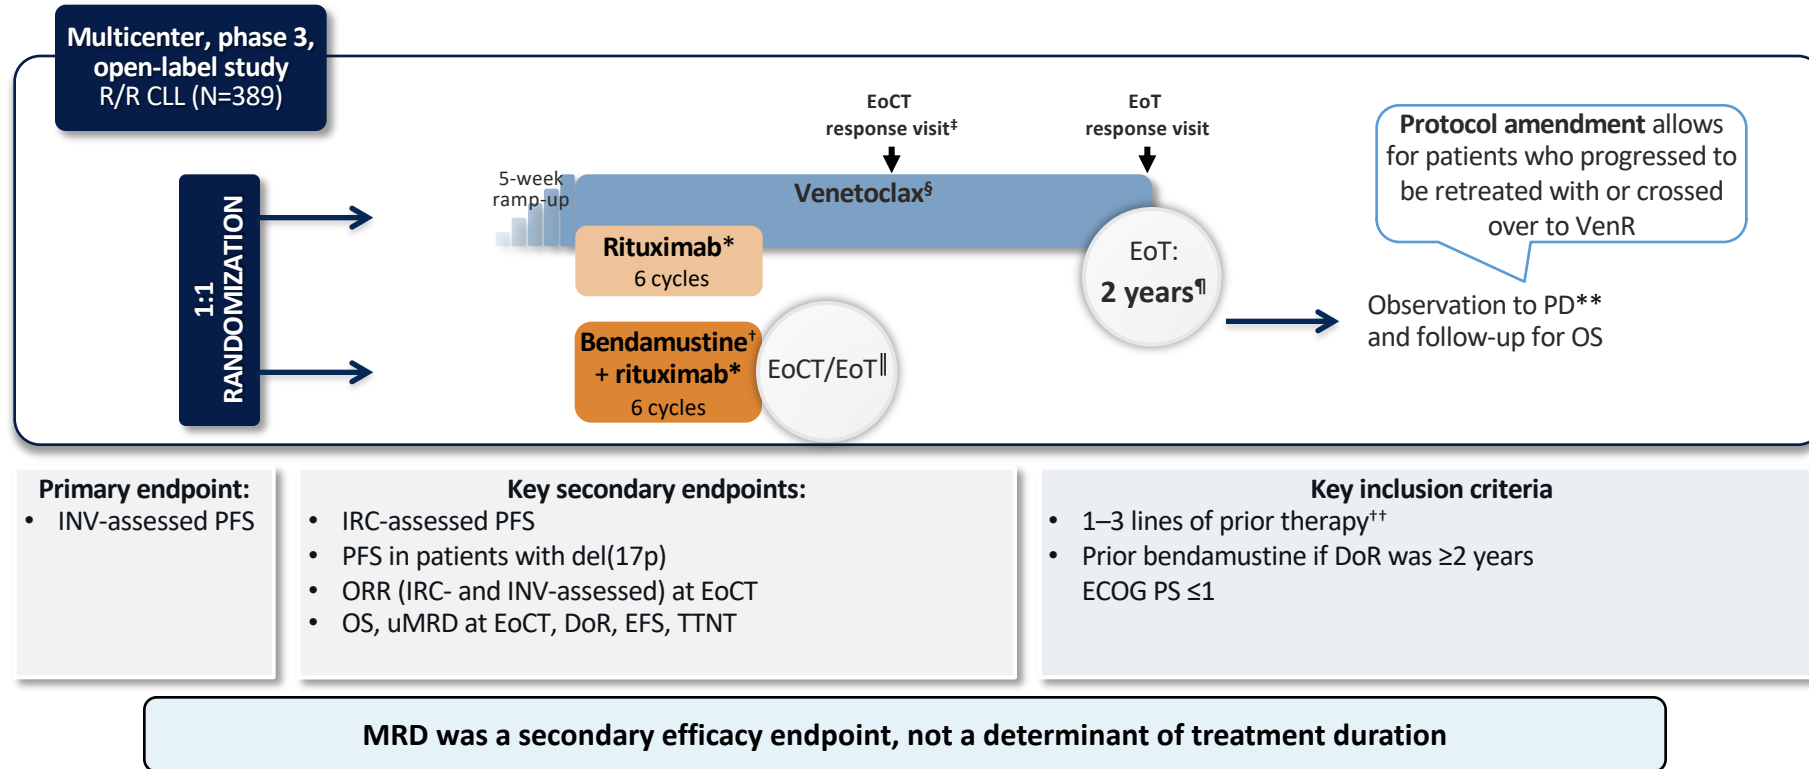 Multicenter, phase 3,
open-label study
R/R CLL (N=389)
1:1
RANDOMIZATION
5-week
ramp-up
EoCT
response visit‡
EoT
response visit
Venetoclax§
Rituximab*
6 cycles
Bendamustine†
+ rituximab*
6 cycles
EoCT/EoT‖
EoT:
2 years¶
Protocol amendment allows
for patients who progressed to
be retreated with or crossed
over to VenR
Observation to PD**
and follow-up for OS
Primary endpoint:
• INV-assessed PFS
Key secondary endpoints:
• IRC-assessed PFS
• PFS in patients with del(17p)
• ORR (IRC- and INV-assessed) at EoCT
• OS, uMRD at EoCT, DoR, EFS, TTNT
Key inclusion criteria
• 1–3 lines of prior therapy††
• Prior bendamustine if DoR was ≥2 years
ECOG PS ≤1
MRD was a secondary efficacy endpoint, not a determinant of treatment duration